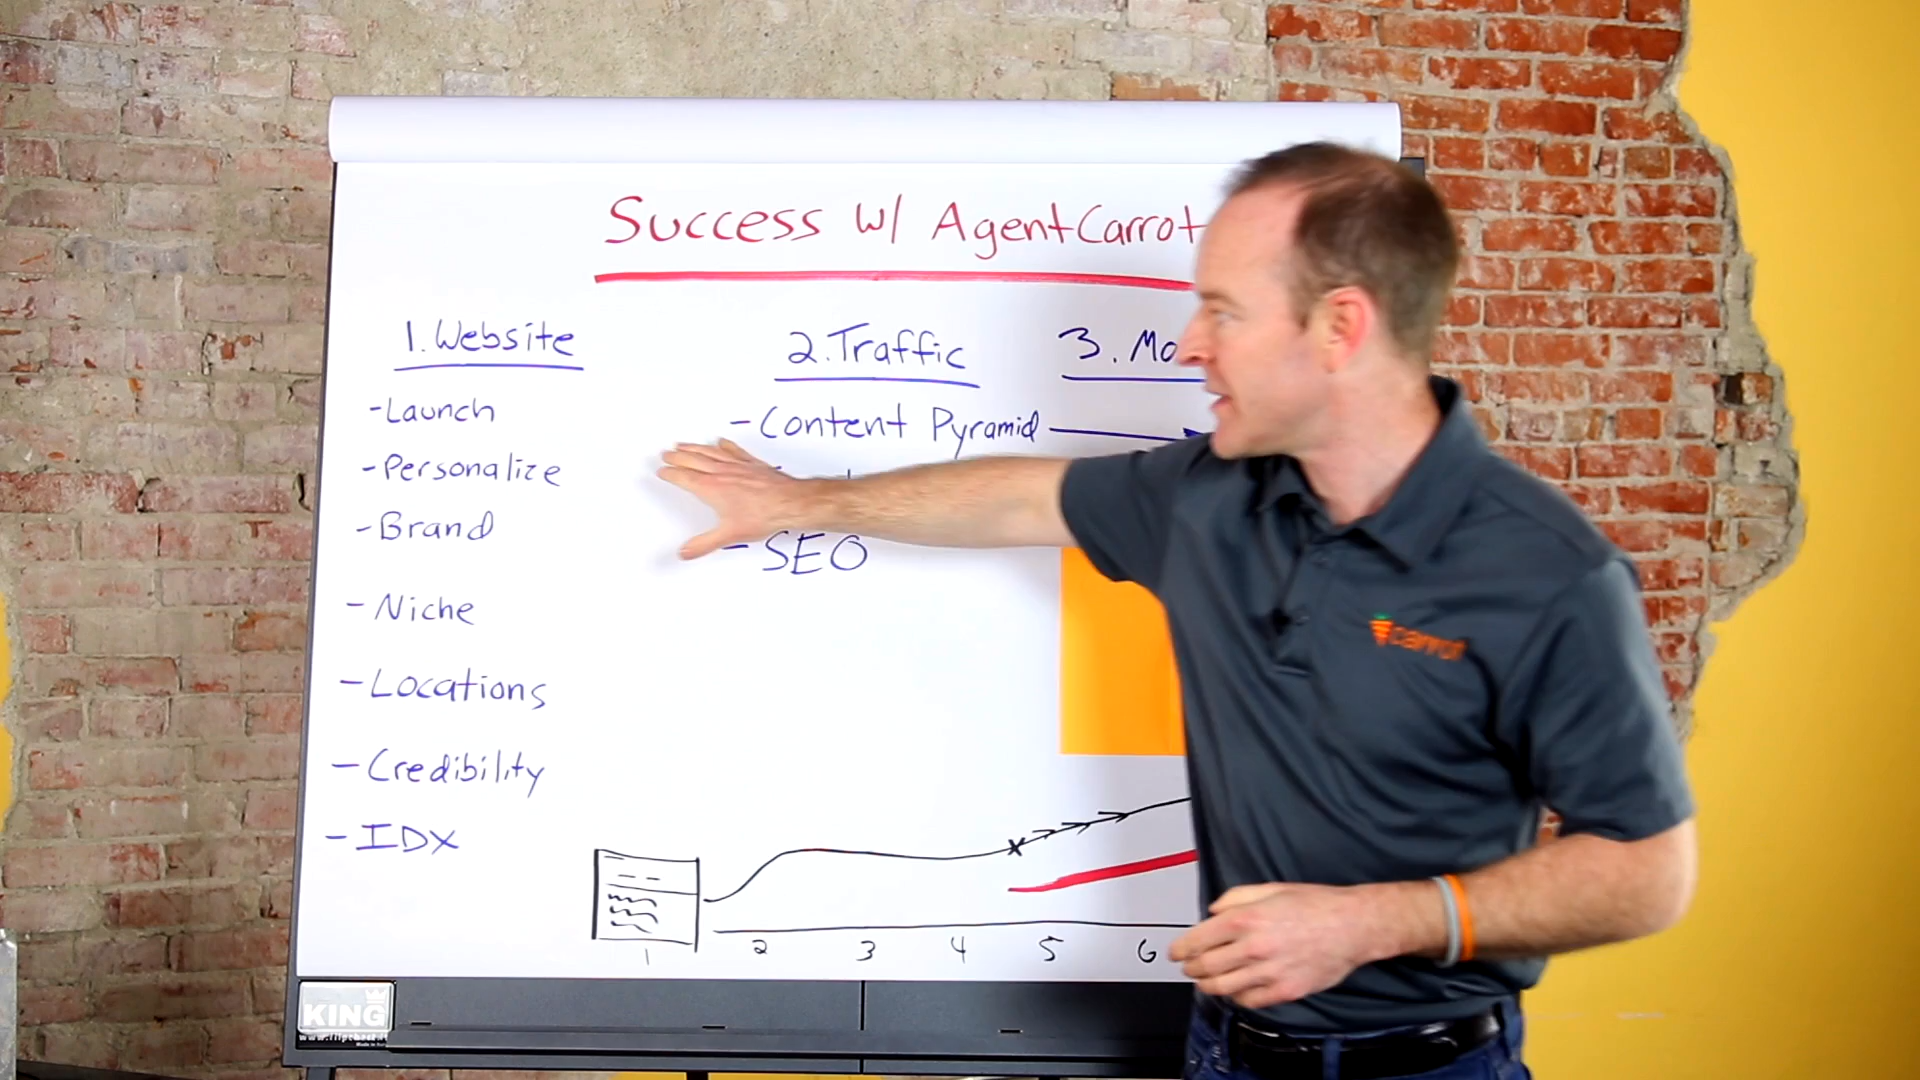 Success w/ AgentCarrot
1. Website
- Launch
- Personalize
- Brand
- Niche
- Locations
- Credibility
- IDX
2. Traffic
- Content Pyramid
- SEO
3. Mo
1 2 3 4 5 6
carrot
KING